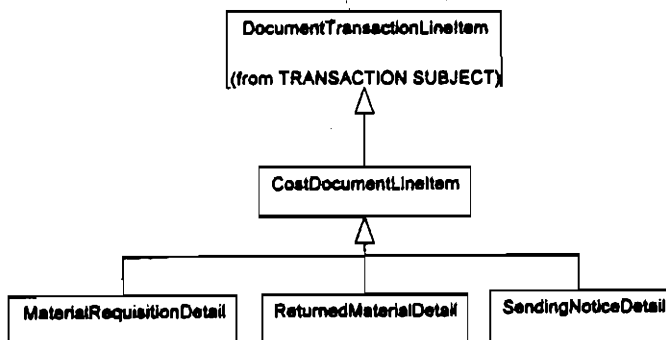 DocumentTransactionLineItem
(from TRANSACTION SUBJECT)
CostDocumentLineItem
MaterialRequisitionDetail
ReturnedMaterialDetail
SendingNoticeDetail